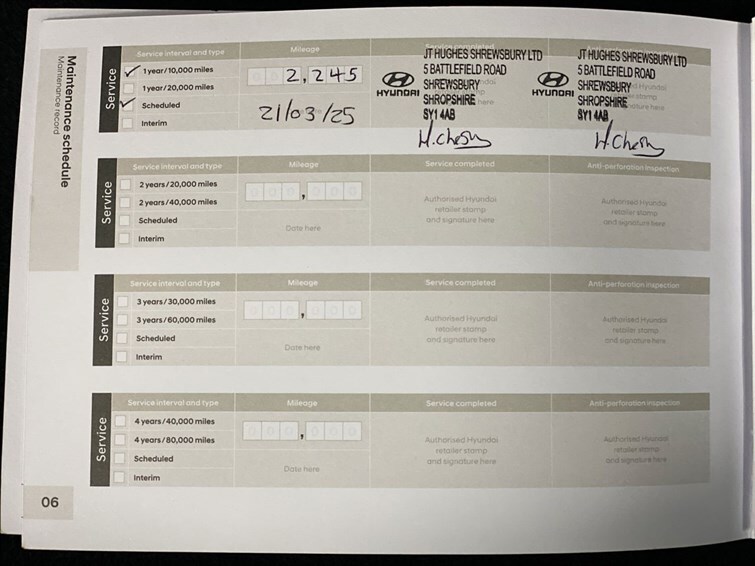 Maintenance schedule
Maintenance record
Service
Service interval and type
Mileage
1 year/10,000 miles
1 year/20,000 miles
Scheduled
Interim
2,245
21/03/25
HYUNDAI
JT HUGHES SHREWSBURY LTD
5 BATTLEFIELD ROAD
SHREWSBURY
SHROPSHIRE
SY1 4AB
HYUNDAI
JT HUGHES SHREWSBURY LTD
5 BATTLEFIELD ROAD
SHREWSBURY
SHROPSHIRE
SY1 4AB
Service
Service interval and type
Mileage
Service completed
Anti-perforation inspection
2 years/20,000 miles
2 years/40,000 miles
Scheduled
Interim
000,000
Date here
Authorised Hyundai
retailer stamp
and signature here
Authorised Hyundai
retailer stamp
and signature here
Service
Service interval and type
Mileage
Service completed
Anti-perforation inspection
3 years/30,000 miles
3 years/60,000 miles
Scheduled
Interim
000,000
Date here
Authorised Hyundai
retailer stamp
and signature here
Authorised Hyundai
retailer stamp
and signature here
Service
Service interval and type
Mileage
Service completed
Anti-perforation inspection
4 years/40,000 miles
4 years/80,000 miles
Scheduled
Interim
000,000
Date here
Authorised Hyundai
retailer stamp
and signature here
Authorised Hyundai
retailer stamp
and signature here
06